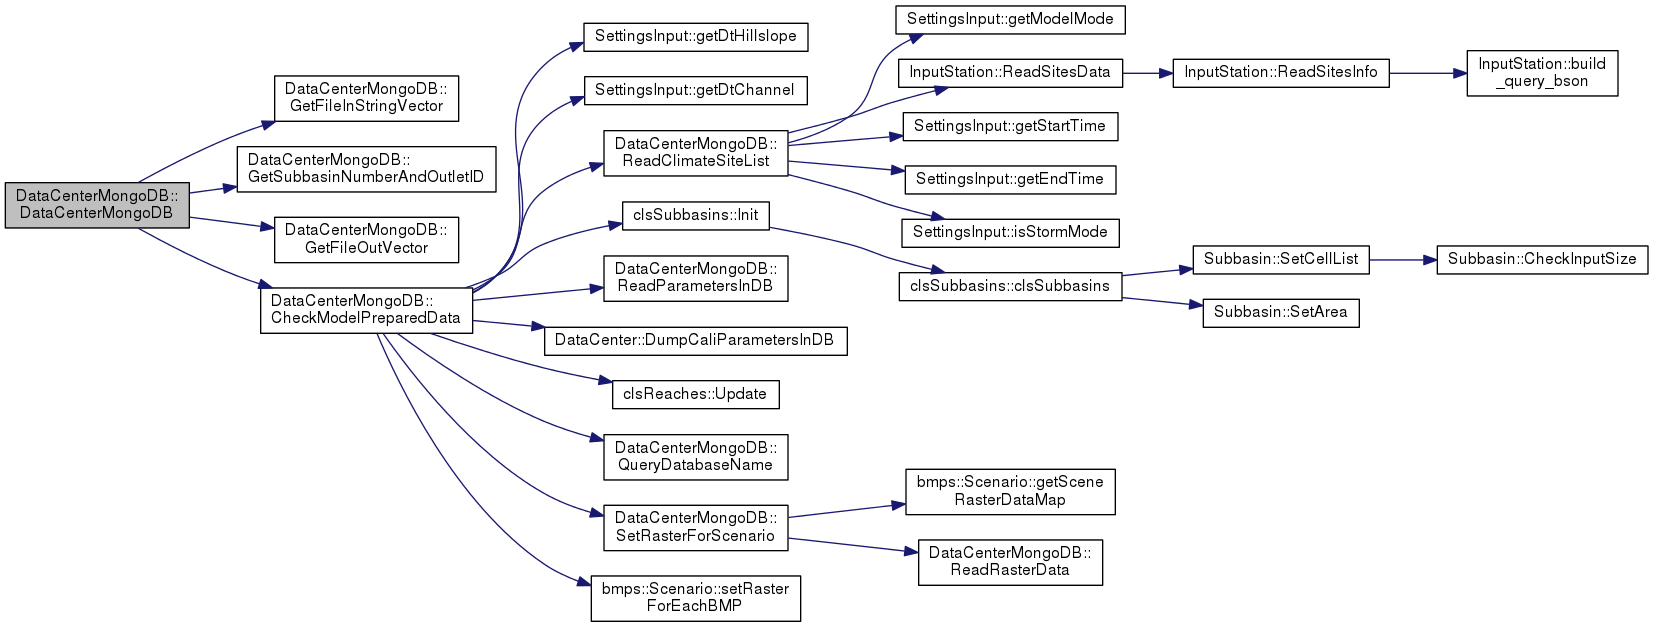 DataCenterMongoDB::
DataCenterMongoDB
DataCenterMongoDB::
GetFileInStringVector
DataCenterMongoDB::
GetSubbasinNumberAndOutletID
DataCenterMongoDB::
GetFileOutVector
DataCenterMongoDB::
CheckModelPreparedData
SettingsInput::getDtHillslope
SettingsInput::getDtChannel
DataCenterMongoDB::
ReadClimateSiteList
clsSubbasins::Init
DataCenterMongoDB::
ReadParametersInDB
DataCenter::DumpCaliParametersInDB
clsReaches::Update
DataCenterMongoDB::
QueryDatabaseName
DataCenterMongoDB::
SetRasterForScenario
bmps::Scenario::setRaster
ForEachBMP
SettingsInput::getModelMode
InputStation::ReadSitesData
SettingsInput::getStartTime
SettingsInput::getEndTime
SettingsInput::isStormMode
clsSubbasins::clsSubbasins
bmps::Scenario::getScene
RasterDataMap
DataCenterMongoDB::
ReadRasterData
InputStation::ReadSitesInfo
Subbasin::SetCellList
Subbasin::SetArea
InputStation::build
_query_bson
Subbasin::CheckInputSize